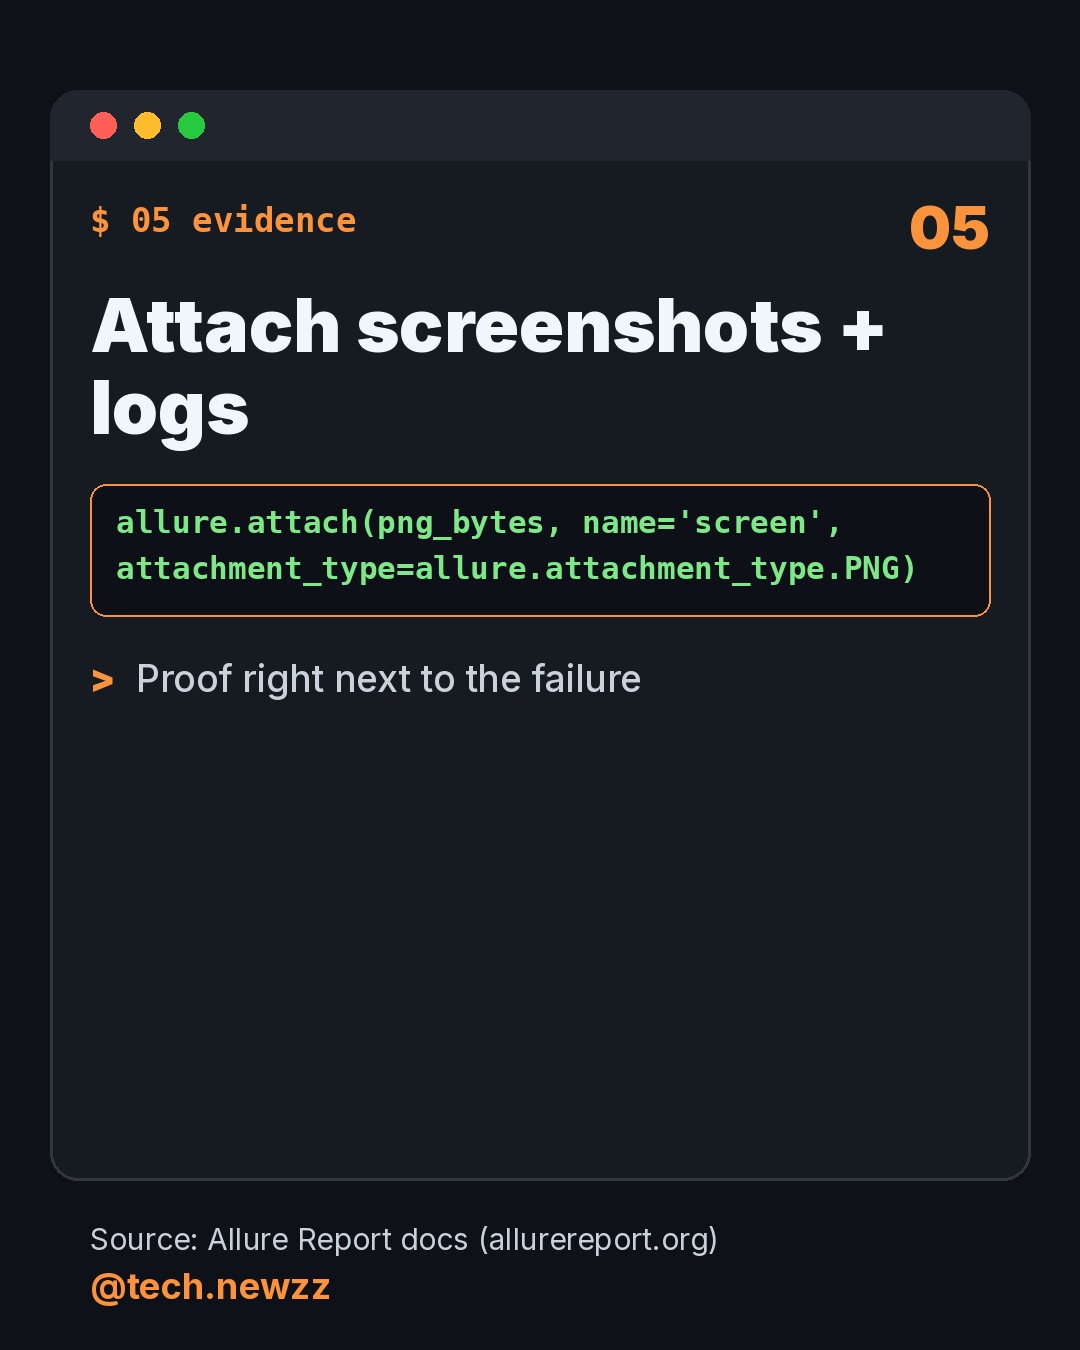 $ 05 evidence
05
Attach screenshots +
logs
allure.attach(png_bytes, name='screen',
attachment_type=allure.attachment_type.PNG)
> Proof right next to the failure
Source: Allure Report docs (allurereport.org)
@tech.newzz